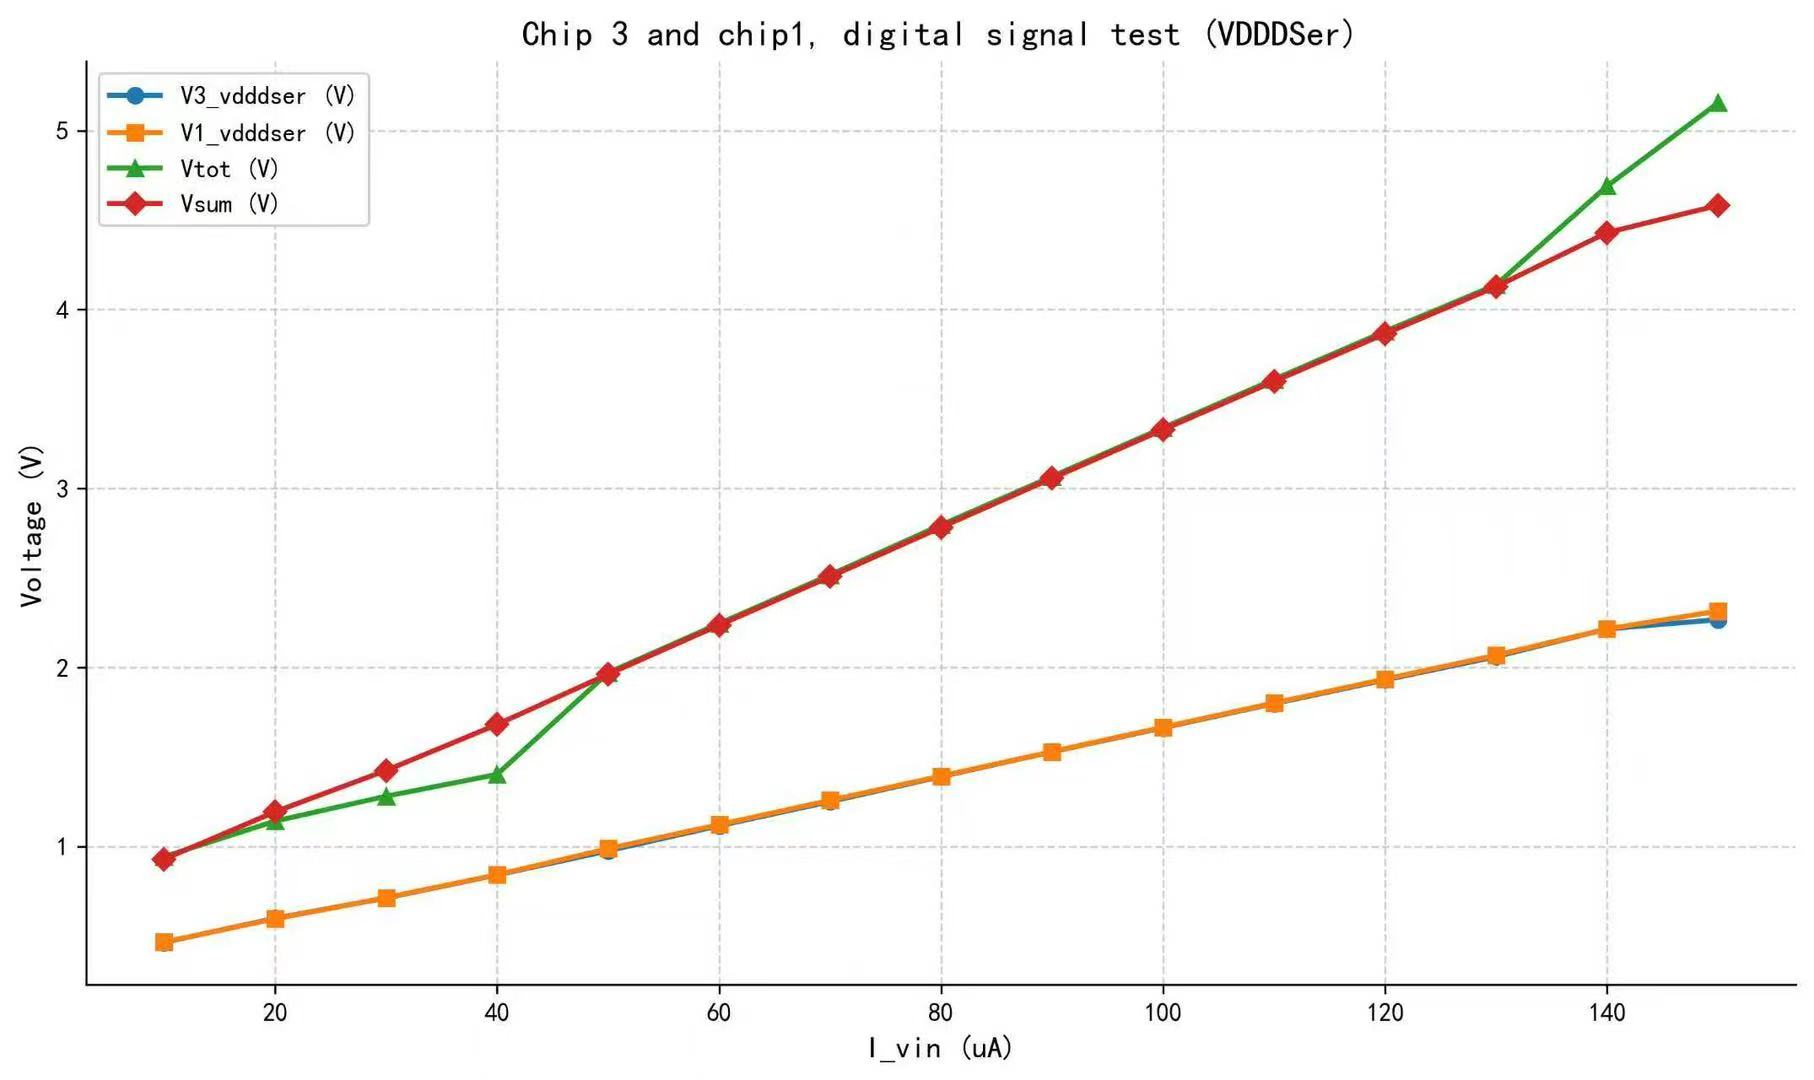 Chip 3 and chip1, digital signal test (VDDDSer)
V3_vdddser (V)
V1_vdddser (V)
Vtot (V)
Vsum (V)
5
4
3
2
1
Voltage (V)
20 40 60 80 100 120 140
I_vin (uA)